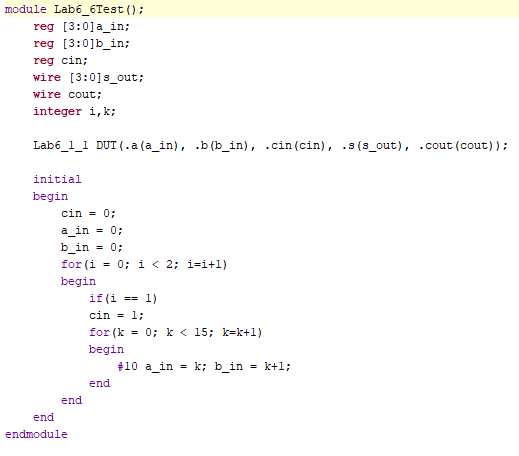 module Lab6_6Test();
reg [3:0]a_in;
reg [3:0]b_in;
reg cin;
wire [3:0]s_out;
wire cout;
integer i,k;
Lab6_1_1 DUT(.a(a_in), .b(b_in), .cin(cin), .s(s_out), .cout(cout));
initial
begin
cin = 0;
a_in = 0;
b_in = 0;
for(i = 0; i < 2; i=i+1)
begin
if(i == 1)
cin = 1;
for(k = 0; k < 15; k=k+1)
begin
#10 a_in = k; b_in = k+1;
end
end
end
endmodule